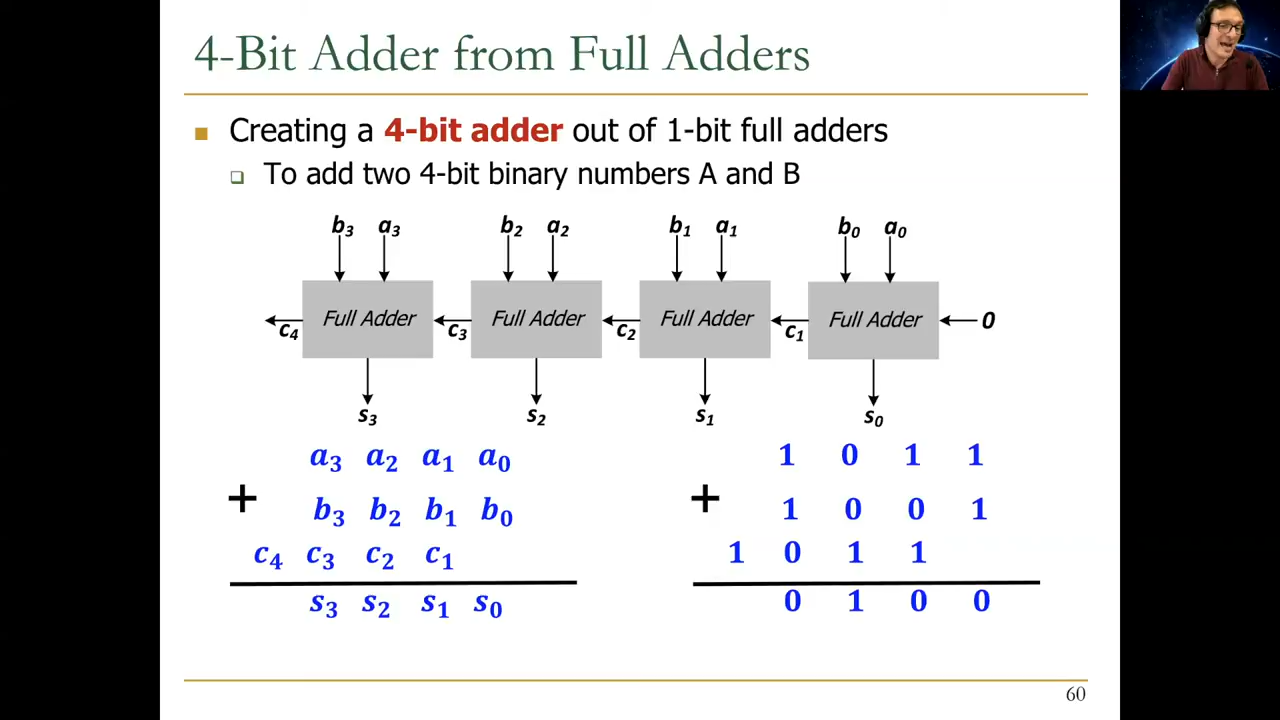 4-Bit Adder from Full Adders
Creating a 4-bit adder out of 1-bit full adders
To add two 4-bit binary numbers A and B
b₃ a₃ b₂ a₂ b₁ a₁ b₀ a₀
Full Adder Full Adder Full Adder Full Adder 0
c₄ c₃ c₂ c₁
s₃ s₂ s₁ s₀
a₃ a₂ a₁ a₀
+ b₃ b₂ b₁ b₀
c₄ c₃ c₂ c₁
s₃ s₂ s₁ s₀
1 0 1 1
+ 1 0 0 1
1 0 1 1
0 1 0 0
60